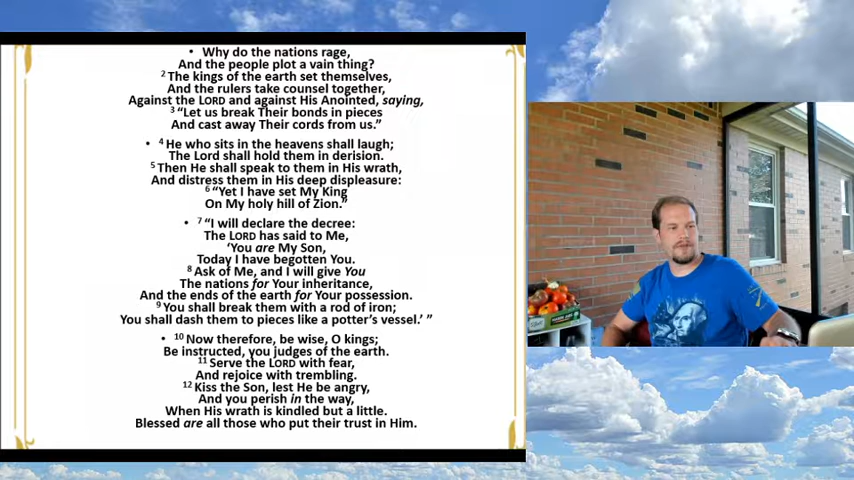 • Why do the nations rage,
And the people plot a vain thing?
2 The kings of the earth set themselves,
And the rulers take counsel together,
Against the LORD and against His Anointed, saying,
3 “Let us break Their bonds in pieces
And cast away Their cords from us.”
• 4 He who sits in the heavens shall laugh;
The Lord shall hold them in derision.
5 Then He shall speak to them in His wrath,
And distress them in His deep displeasure:
6 “Yet I have set My King
On My holy hill of Zion.”
• 7 “I will declare the decree:
The LORD has said to Me,
‘You are My Son,
Today I have begotten You.
8 Ask of Me, and I will give You
The nations for Your inheritance,
And the ends of the earth for Your possession.
9 You shall break them with a rod of iron;
You shall dash them to pieces like a potter’s vessel.’ ”
• 10 Now therefore, be wise, O kings;
Be instructed, you judges of the earth.
11 Serve the LORD with fear,
And rejoice with trembling.
12 Kiss the Son, lest He be angry,
And you perish in the way,
When His wrath is kindled but a little.
Blessed are all those who put their trust in Him.